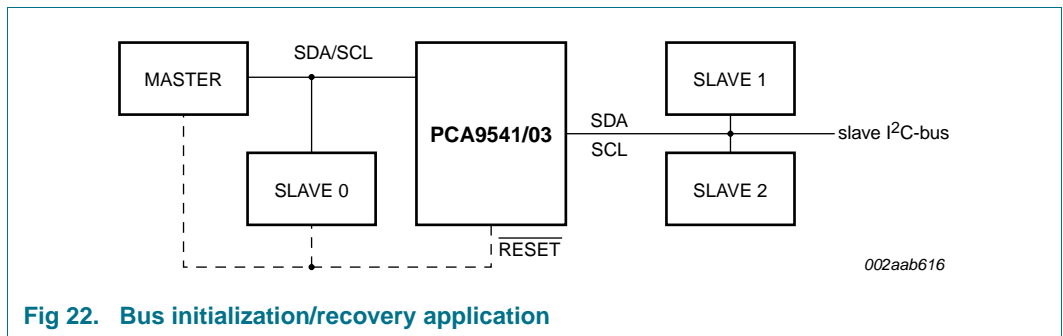 SDA/SCL
MASTER
SLAVE 1
PCA9541/03
SDA
SCL
slave I²C-bus
SLAVE 0
SLAVE 2
RESET
002aab616
Fig 22. Bus initialization/recovery application